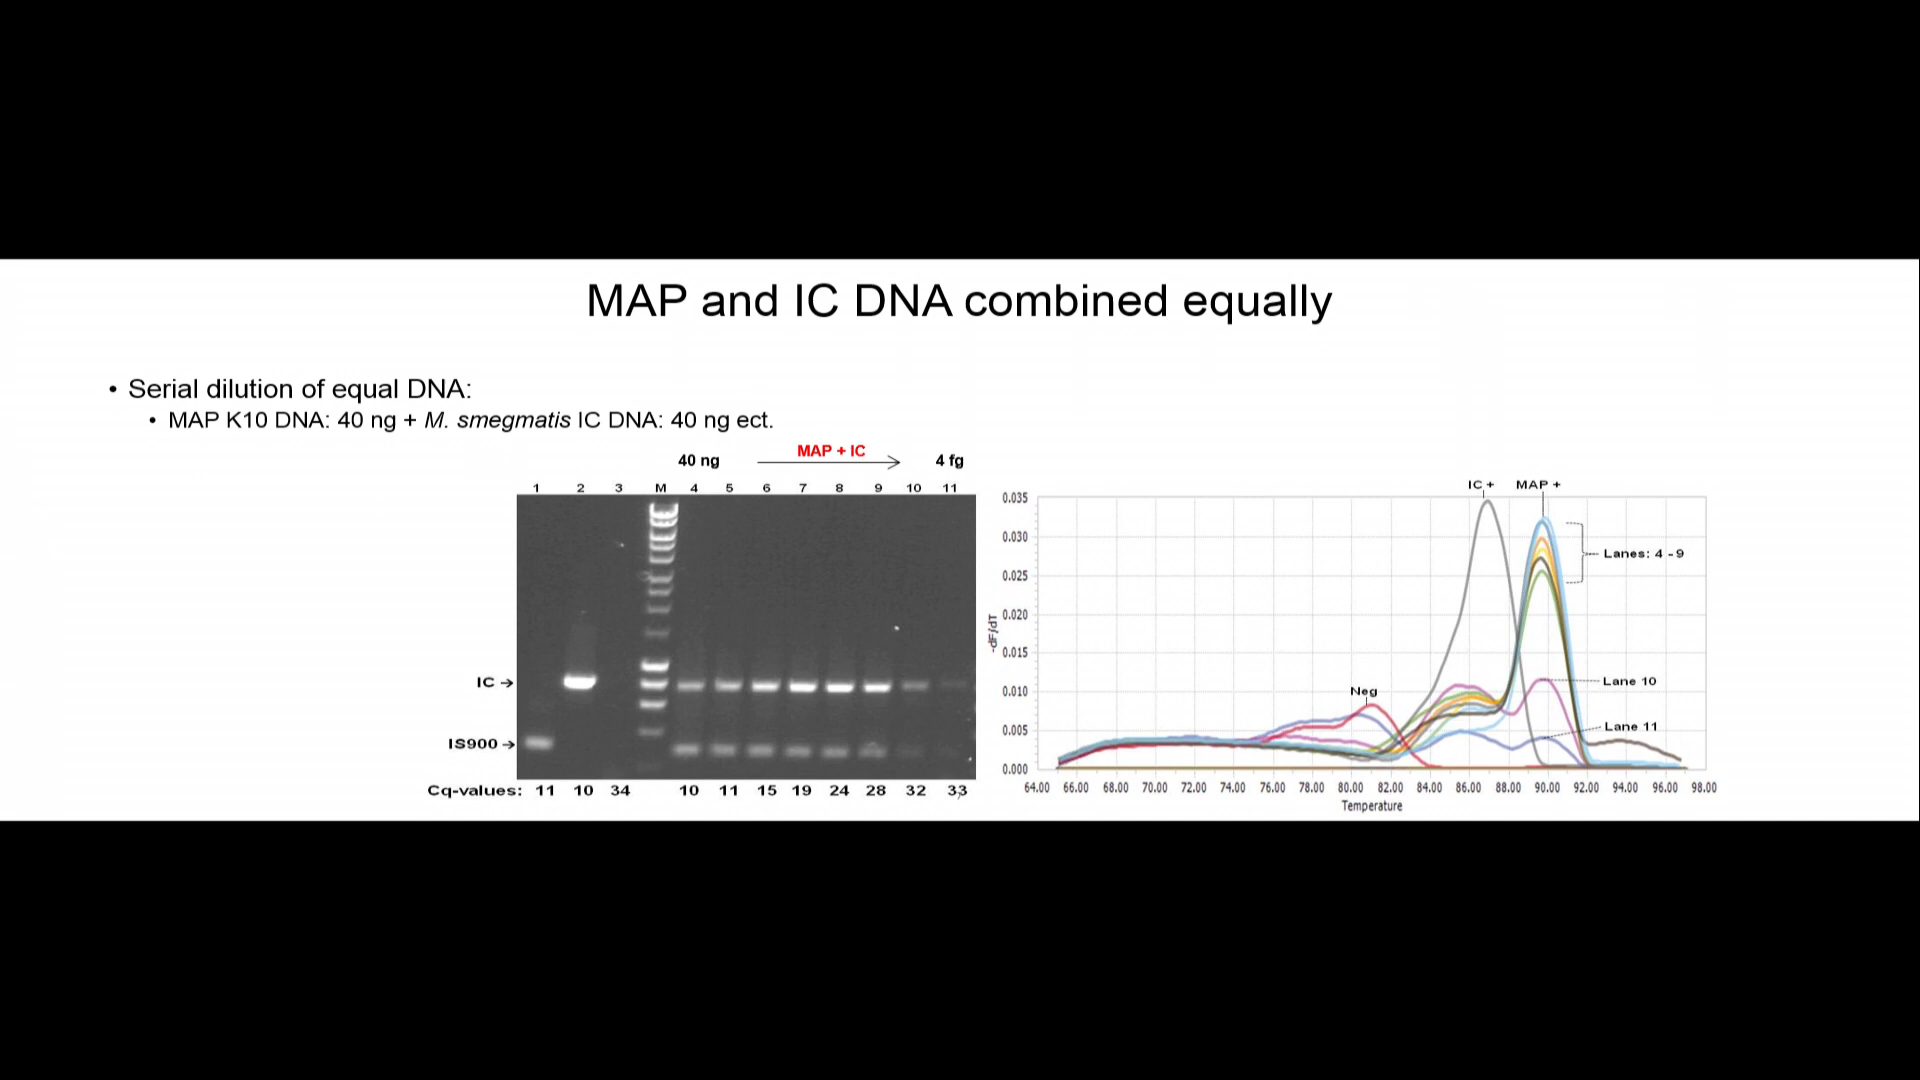 MAP and IC DNA combined equally
• Serial dilution of equal DNA:
• MAP K10 DNA: 40 ng + M. smegmatis IC DNA: 40 ng ect.
40 ng MAP + IC 4 fg
1 2 3 M 4 5 6 7 8 9 10 11
IC →
IS900 →
Cq-values: 11 10 34 10 11 15 19 24 28 32 33
IC + MAP +
0.035
0.030
Lanes: 4 - 9
0.025
0.020
-dF/dT
0.015
Neg
0.010
Lane 10
0.005
Lane 11
0.000
64.00 66.00 68.00 70.00 72.00 74.00 76.00 78.00 80.00 82.00 84.00 86.00 88.00 90.00 92.00 94.00 96.00 98.00
Temperature